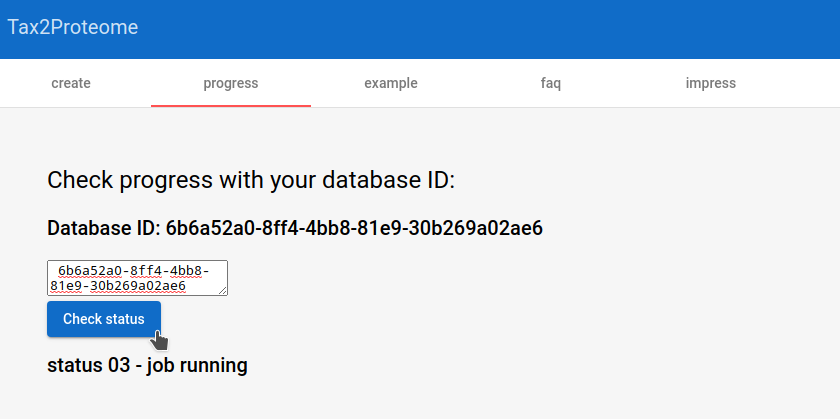 Tax2Proteome
create progress example faq impress
Check progress with your database ID:
Database ID: 6b6a52a0-8ff4-4bb8-81e9-30b269a02ae6
6b6a52a0-8ff4-4bb8-
81e9-30b269a02ae6
Check status
status 03 - job running